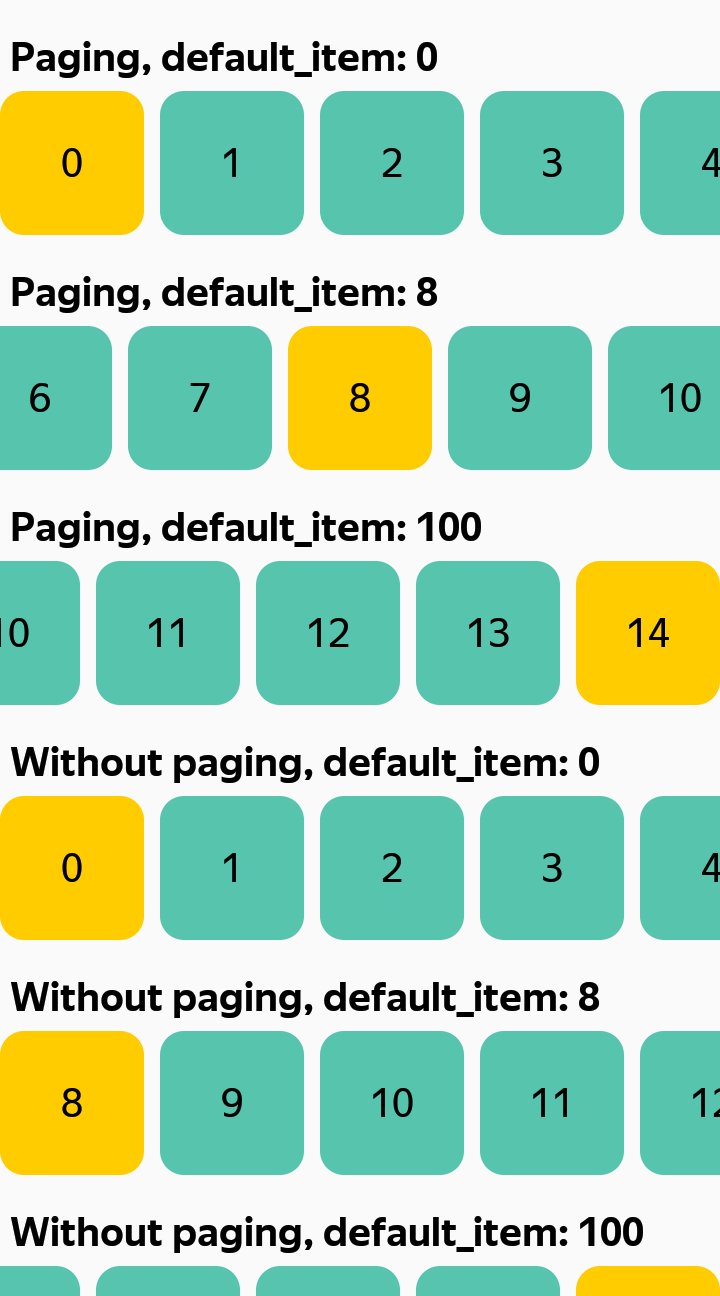 Paging, default_item: 0
0 1 2 3 4
Paging, default_item: 8
6 7 8 9 10
Paging, default_item: 100
10 11 12 13 14
Without paging, default_item: 0
0 1 2 3 4
Without paging, default_item: 8
8 9 10 11 12
Without paging, default_item: 100